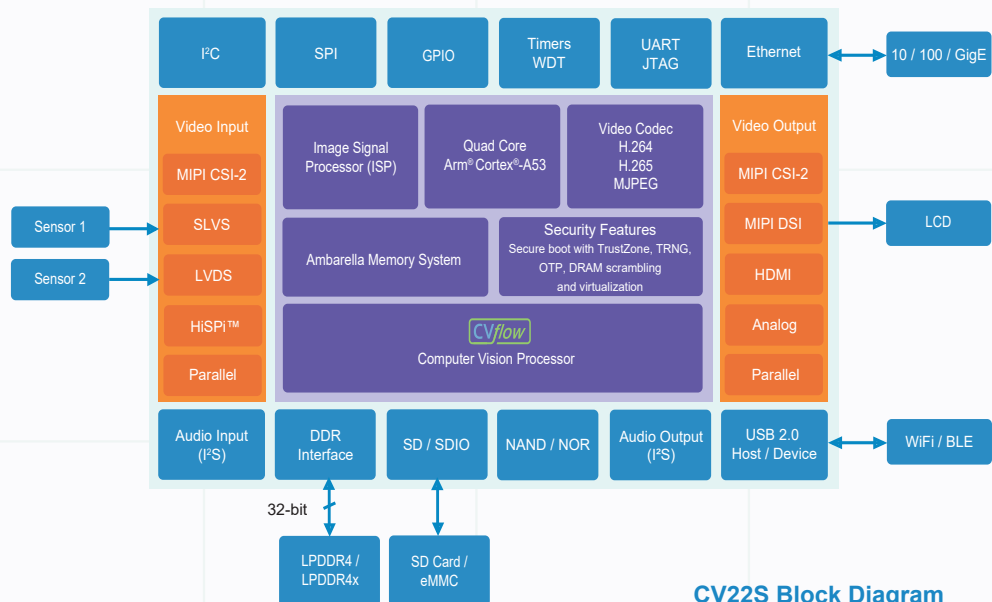 I²C
SPI
GPIO
Timers
WDT
UART
JTAG
Ethernet
10 / 100 / GigE
Video Input
MIPI CSI-2
SLVS
LVDS
HiSPi™
Parallel
Sensor 1
Sensor 2
Image Signal
Processor (ISP)
Quad Core
Arm® Cortex®-A53
Video Codec
H.264
H.265
MJPEG
Ambarella Memory System
Security Features
Secure boot with TrustZone, TRNG,
OTP, DRAM scrambling
and virtualization
CVflow
Computer Vision Processor
Video Output
MIPI CSI-2
MIPI DSI
HDMI
Analog
Parallel
LCD
Audio Input
(I²S)
DDR
Interface
SD / SDIO
NAND / NOR
Audio Output
(I²S)
USB 2.0
Host / Device
WiFi / BLE
32-bit
LPDDR4 /
LPDDR4x
SD Card /
eMMC
CV22S Block Diagram